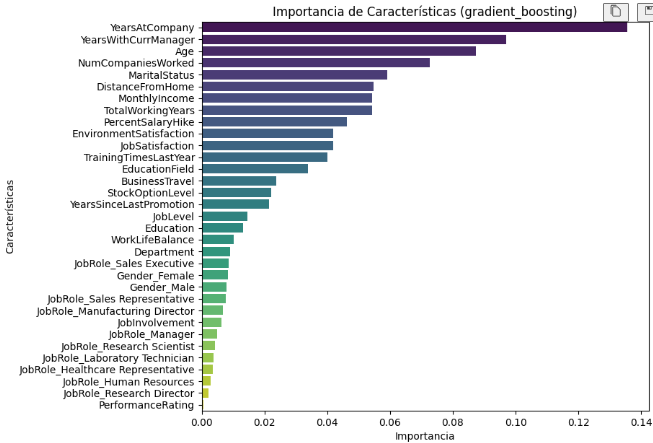 Importancia de Características (gradient_boosting)
YearsAtCompany
YearsWithCurrManager
Age
NumCompaniesWorked
MaritalStatus
DistanceFromHome
MonthlyIncome
TotalWorkingYears
PercentSalaryHike
EnvironmentSatisfaction
JobSatisfaction
TrainingTimesLastYear
EducationField
BusinessTravel
StockOptionLevel
YearsSinceLastPromotion
JobLevel
Education
WorkLifeBalance
Department
JobRole_Sales Executive
Gender_Female
Gender_Male
JobRole_Sales Representative
JobRole_Manufacturing Director
JobInvolvement
JobRole_Manager
JobRole_Research Scientist
JobRole_Laboratory Technician
JobRole_Healthcare Representative
JobRole_Human Resources
JobRole_Research Director
PerformanceRating
Características
0.00 0.02 0.04 0.06 0.08 0.10 0.12 0.14
Importancia